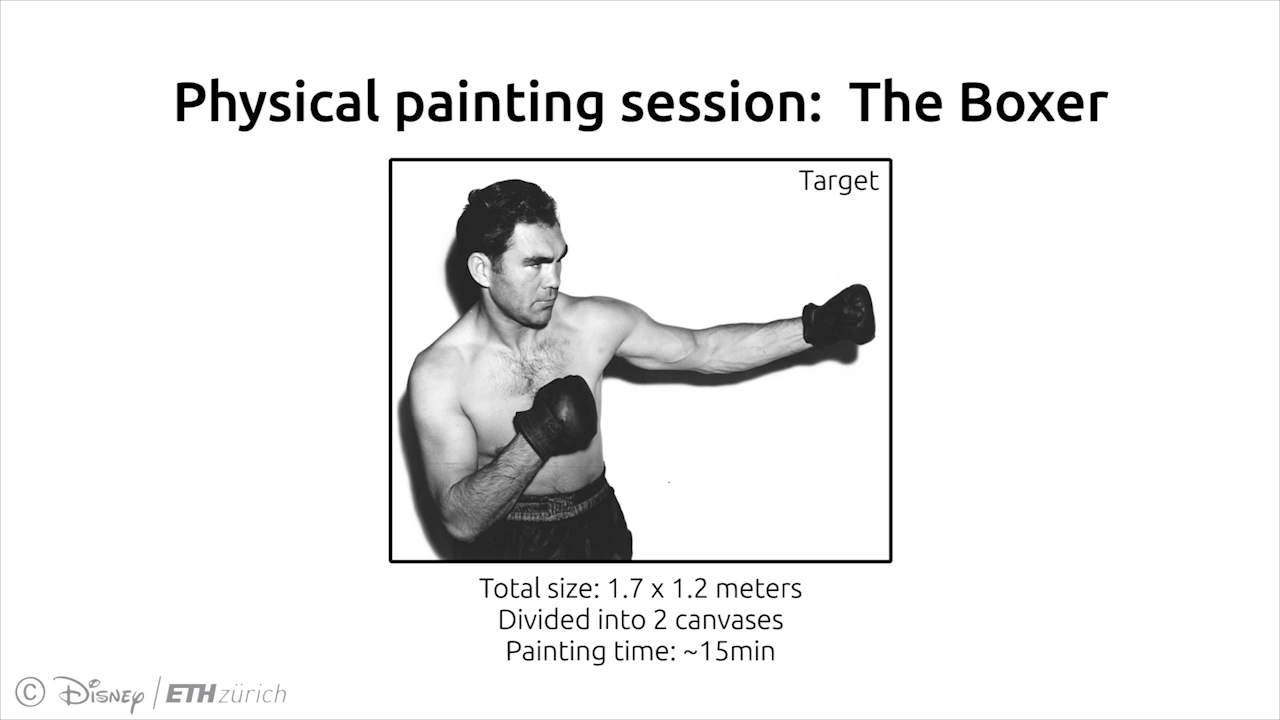 Physical painting session: The Boxer
Target
Total size: 1.7 x 1.2 meters
Divided into 2 canvases
Painting time: ~15min
© Disney | ETH zürich